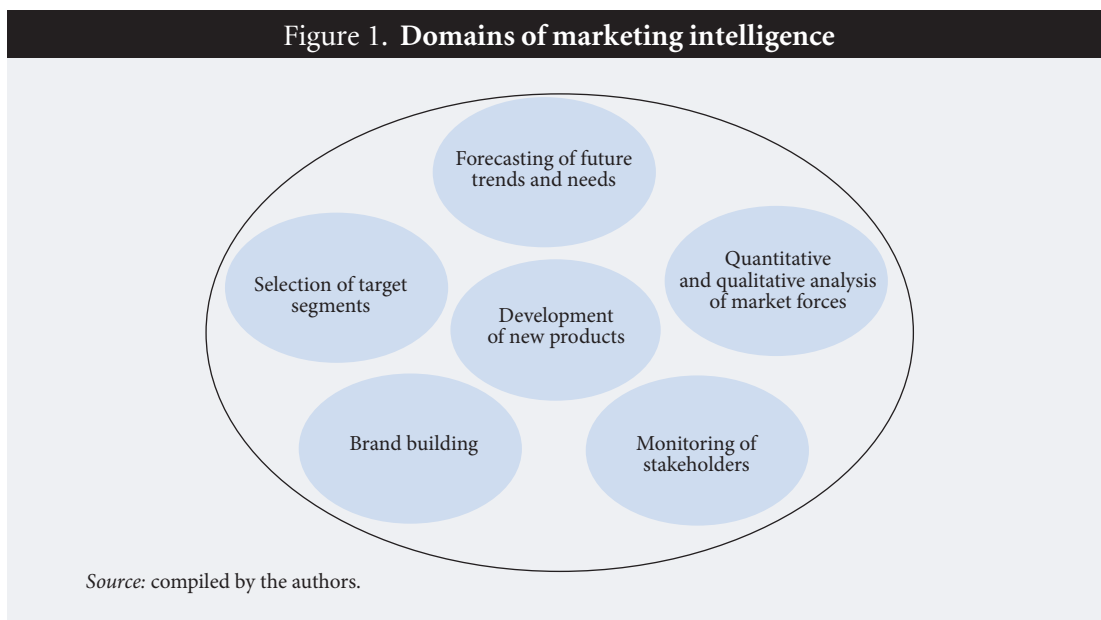 Figure 1. Domains of marketing intelligence
Forecasting of future
trends and needs
Selection of target
segments
Quantitative
and qualitative analysis
of market forces
Development
of new products
Brand building
Monitoring of
stakeholders
Source: compiled by the authors.